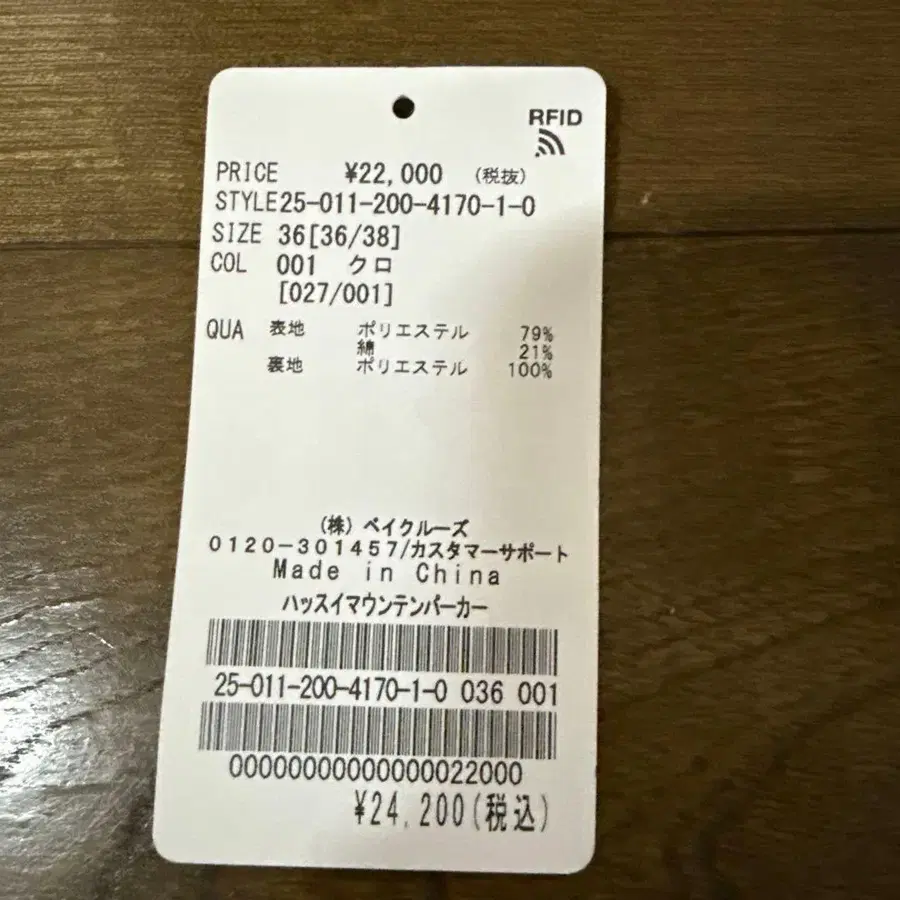 RFID
PRICE ¥22,000 (税抜)
STYLE25-011-200-4170-1-0
SIZE 36[36/38]
COL 001 クロ
[027/001]
QUA 表地 ポリエステル 79%
綿 21%
裏地 ポリエステル 100%
(株) ベイクルーズ
0120-301457/カスタマーサポート
Made in China
ハッスイマウンテンパーカー
25-011-200-4170-1-0 036 001
00000000000000022000
¥24,200(税込)